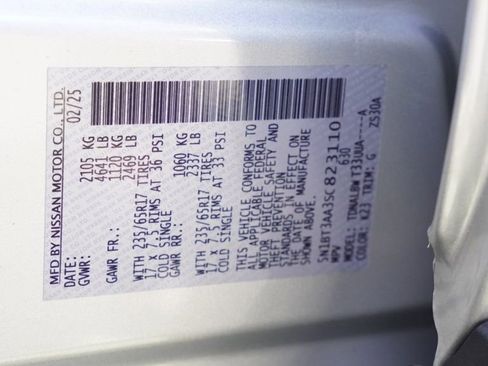 MFD BY NISSAN MOTOR CO., LTD.
DATE: 02/25
GVWR: 2105 KG
4641 LB
GAWR FR.: 1120 KG
2469 LB
WITH 235/65R17 TIRES
17 X 7.5 RIMS AT 36 PSI
COLD SINGLE
GAWR RR.: 1060 KG
2337 LB
WITH 235/65R17 TIRES
17 X 7.5 RIMS AT 33 PSI
COLD SINGLE
THIS VEHICLE CONFORMS TO
ALL APPLICABLE FEDERAL
MOTOR VEHICLE SAFETY AND
THEFT PREVENTION
STANDARDS IN EFFECT ON
THE DATE OF MANUFACTURE
SHOWN ABOVE.
5N1BT3AA3SC823110
MPV 630
MODEL: TDMALBW T33UUA----A
COLOR: K23 TRIM: G ZS30A